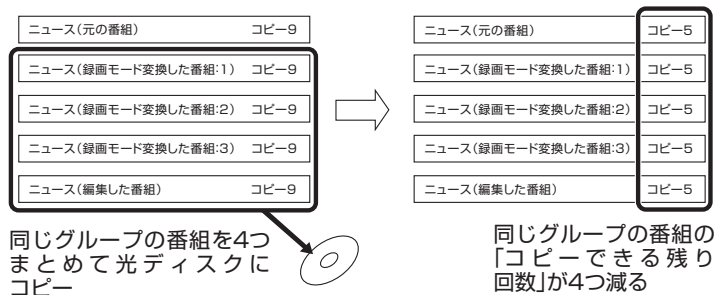 ニュース(元の番組) コピー9
ニュース(録画モード変換した番組:1) コピー9
ニュース(録画モード変換した番組:2) コピー9
ニュース(録画モード変換した番組:3) コピー9
ニュース(編集した番組) コピー9
同じグループの番組を4つ
まとめて光ディスクに
コピー
ニュース(元の番組) コピー5
ニュース(録画モード変換した番組:1) コピー5
ニュース(録画モード変換した番組:2) コピー5
ニュース(録画モード変換した番組:3) コピー5
ニュース(編集した番組) コピー5
同じグループの番組の
「コピーできる残り
回数」が4つ減る